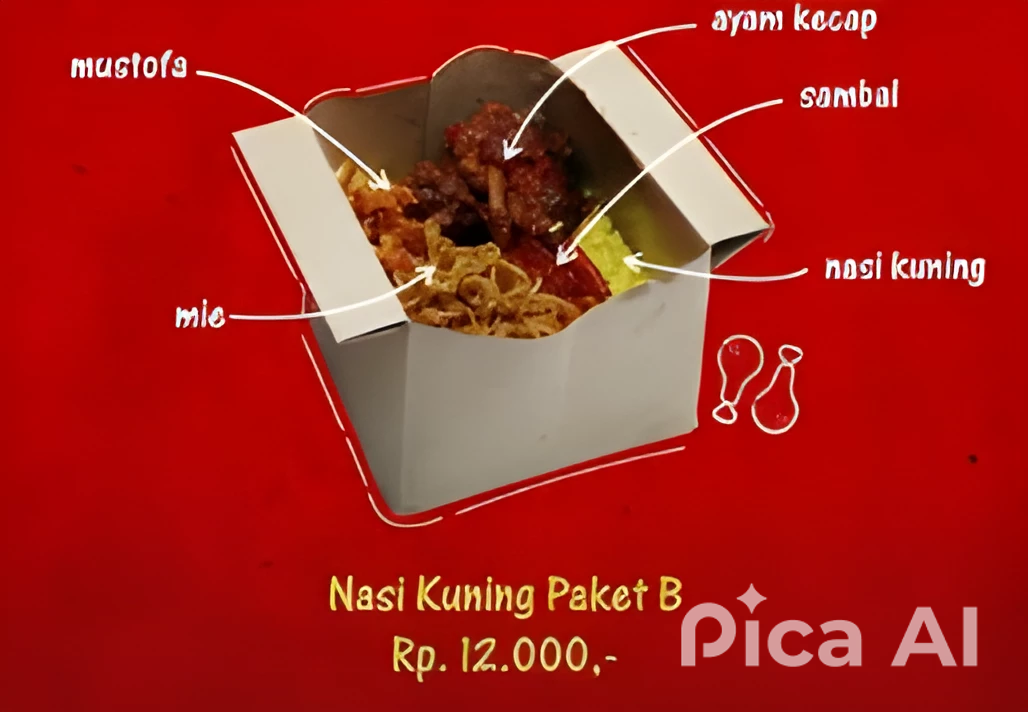 ayam kecap
mustofa
sambal
nasi kuning
mie
Nasi Kuning Paket B
Rp. 12.000,-
Pica AI